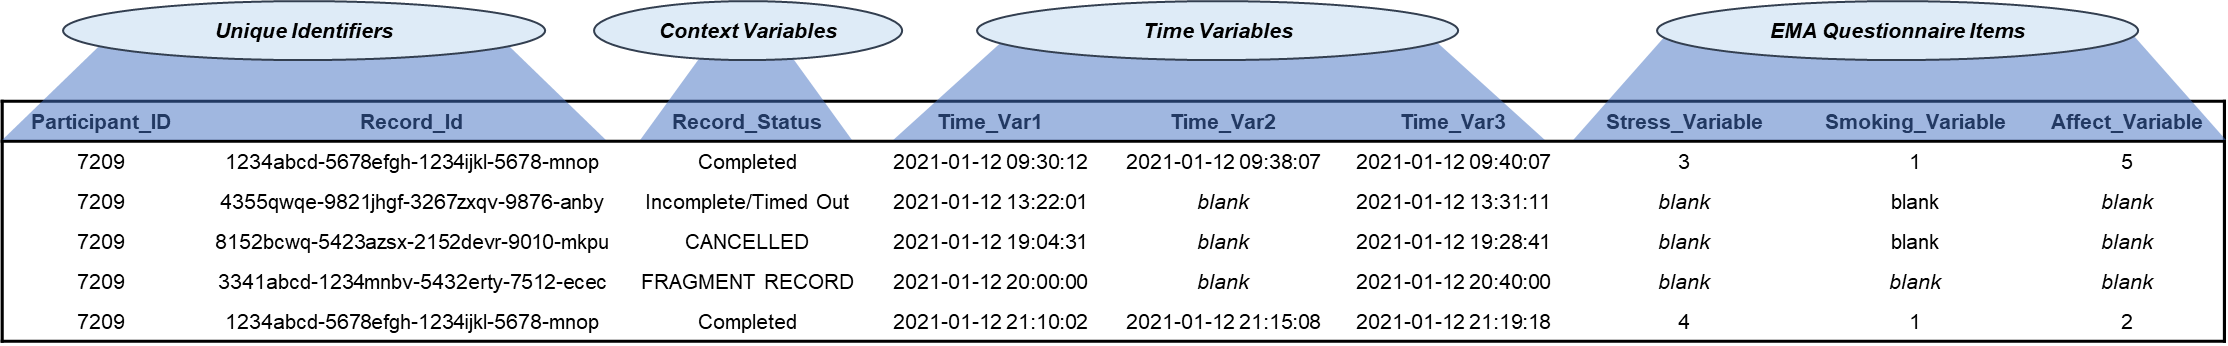 Unique Identifiers Context Variables Time Variables EMA Questionnaire Items
Participant_ID Record_Id Record_Status Time_Var1 Time_Var2 Time_Var3 Stress_Variable Smoking_Variable Affect_Variable
7209 1234abcd-5678efgh-1234ijkl-5678-mnop Completed 2021-01-12 09:30:12 2021-01-12 09:38:07 2021-01-12 09:40:07 3 1 5
7209 4355qwqe-9821jhgf-3267zxqv-9876-anby Incomplete/Timed Out 2021-01-12 13:22:01 blank 2021-01-12 13:31:11 blank blank blank
7209 8152bcwq-5423azsx-2152devr-9010-mkpu CANCELLED 2021-01-12 19:04:31 blank 2021-01-12 19:28:41 blank blank blank
7209 3341abcd-1234mnbv-5432erty-7512-ecec FRAGMENT RECORD 2021-01-12 20:00:00 blank 2021-01-12 20:40:00 blank blank blank
7209 1234abcd-5678efgh-1234ijkl-5678-mnop Completed 2021-01-12 21:10:02 2021-01-12 21:15:08 2021-01-12 21:19:18 4 1 2